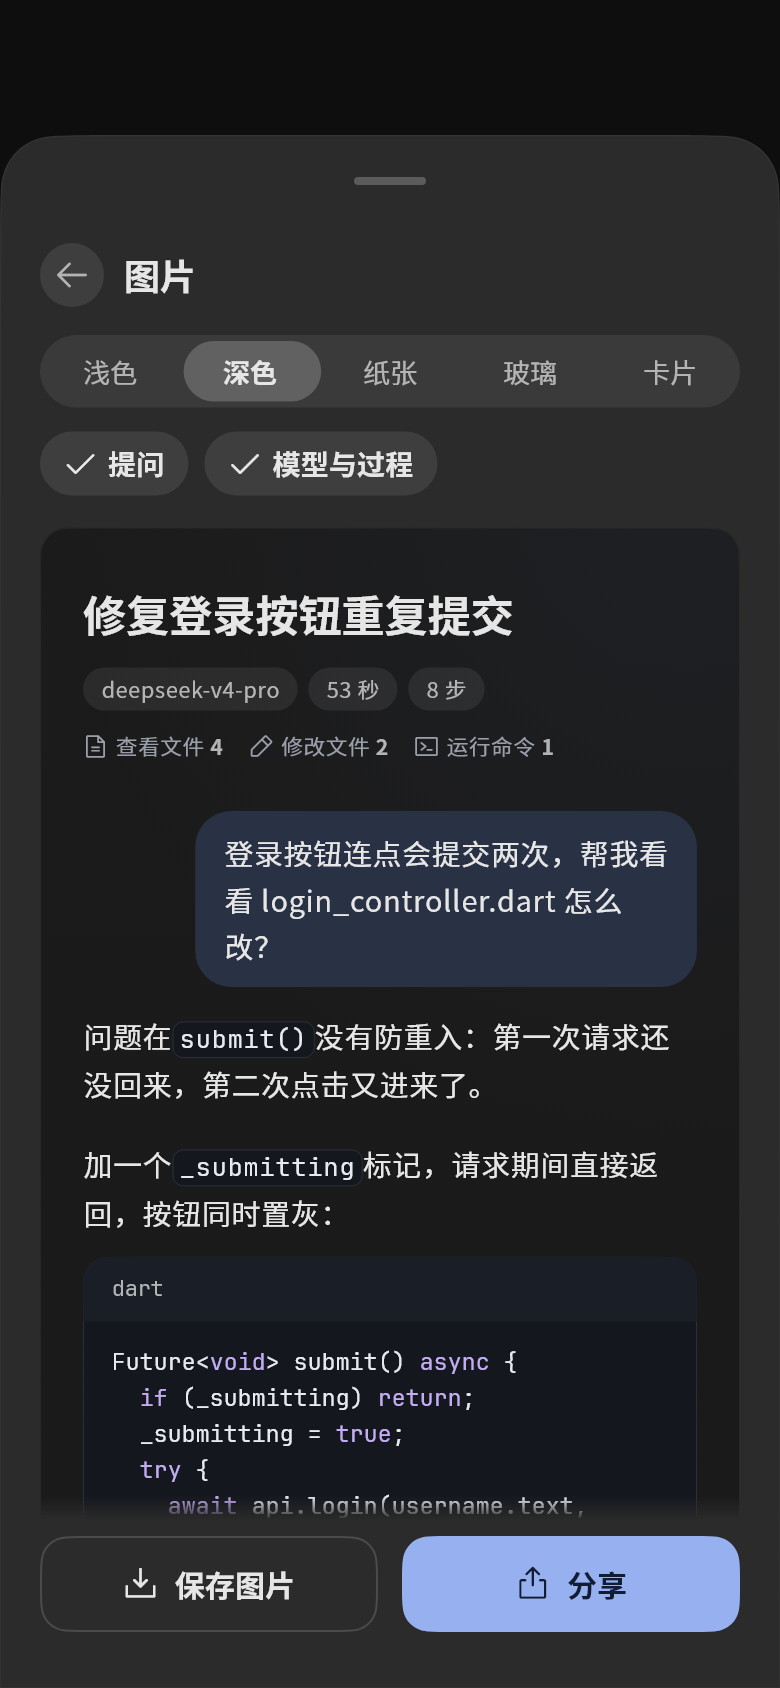 图片
浅色 深色 纸张 玻璃 卡片
提问 模型与过程
修复登录按钮重复提交
deepseek-v4-pro 53 秒 8 步
查看文件 4 修改文件 2 运行命令 1
登录按钮连点会提交两次，帮我看
看 login_controller.dart 怎么
改？
问题在 submit() 没有防重入：第一次请求还
没回来，第二次点击又进来了。
加一个 _submitting 标记，请求期间直接返
回，按钮同时置灰：
dart
Future<void> submit() async {
  if (_submitting) return;
  _submitting = true;
  try {
    await api.login(username.text,
保存图片 分享